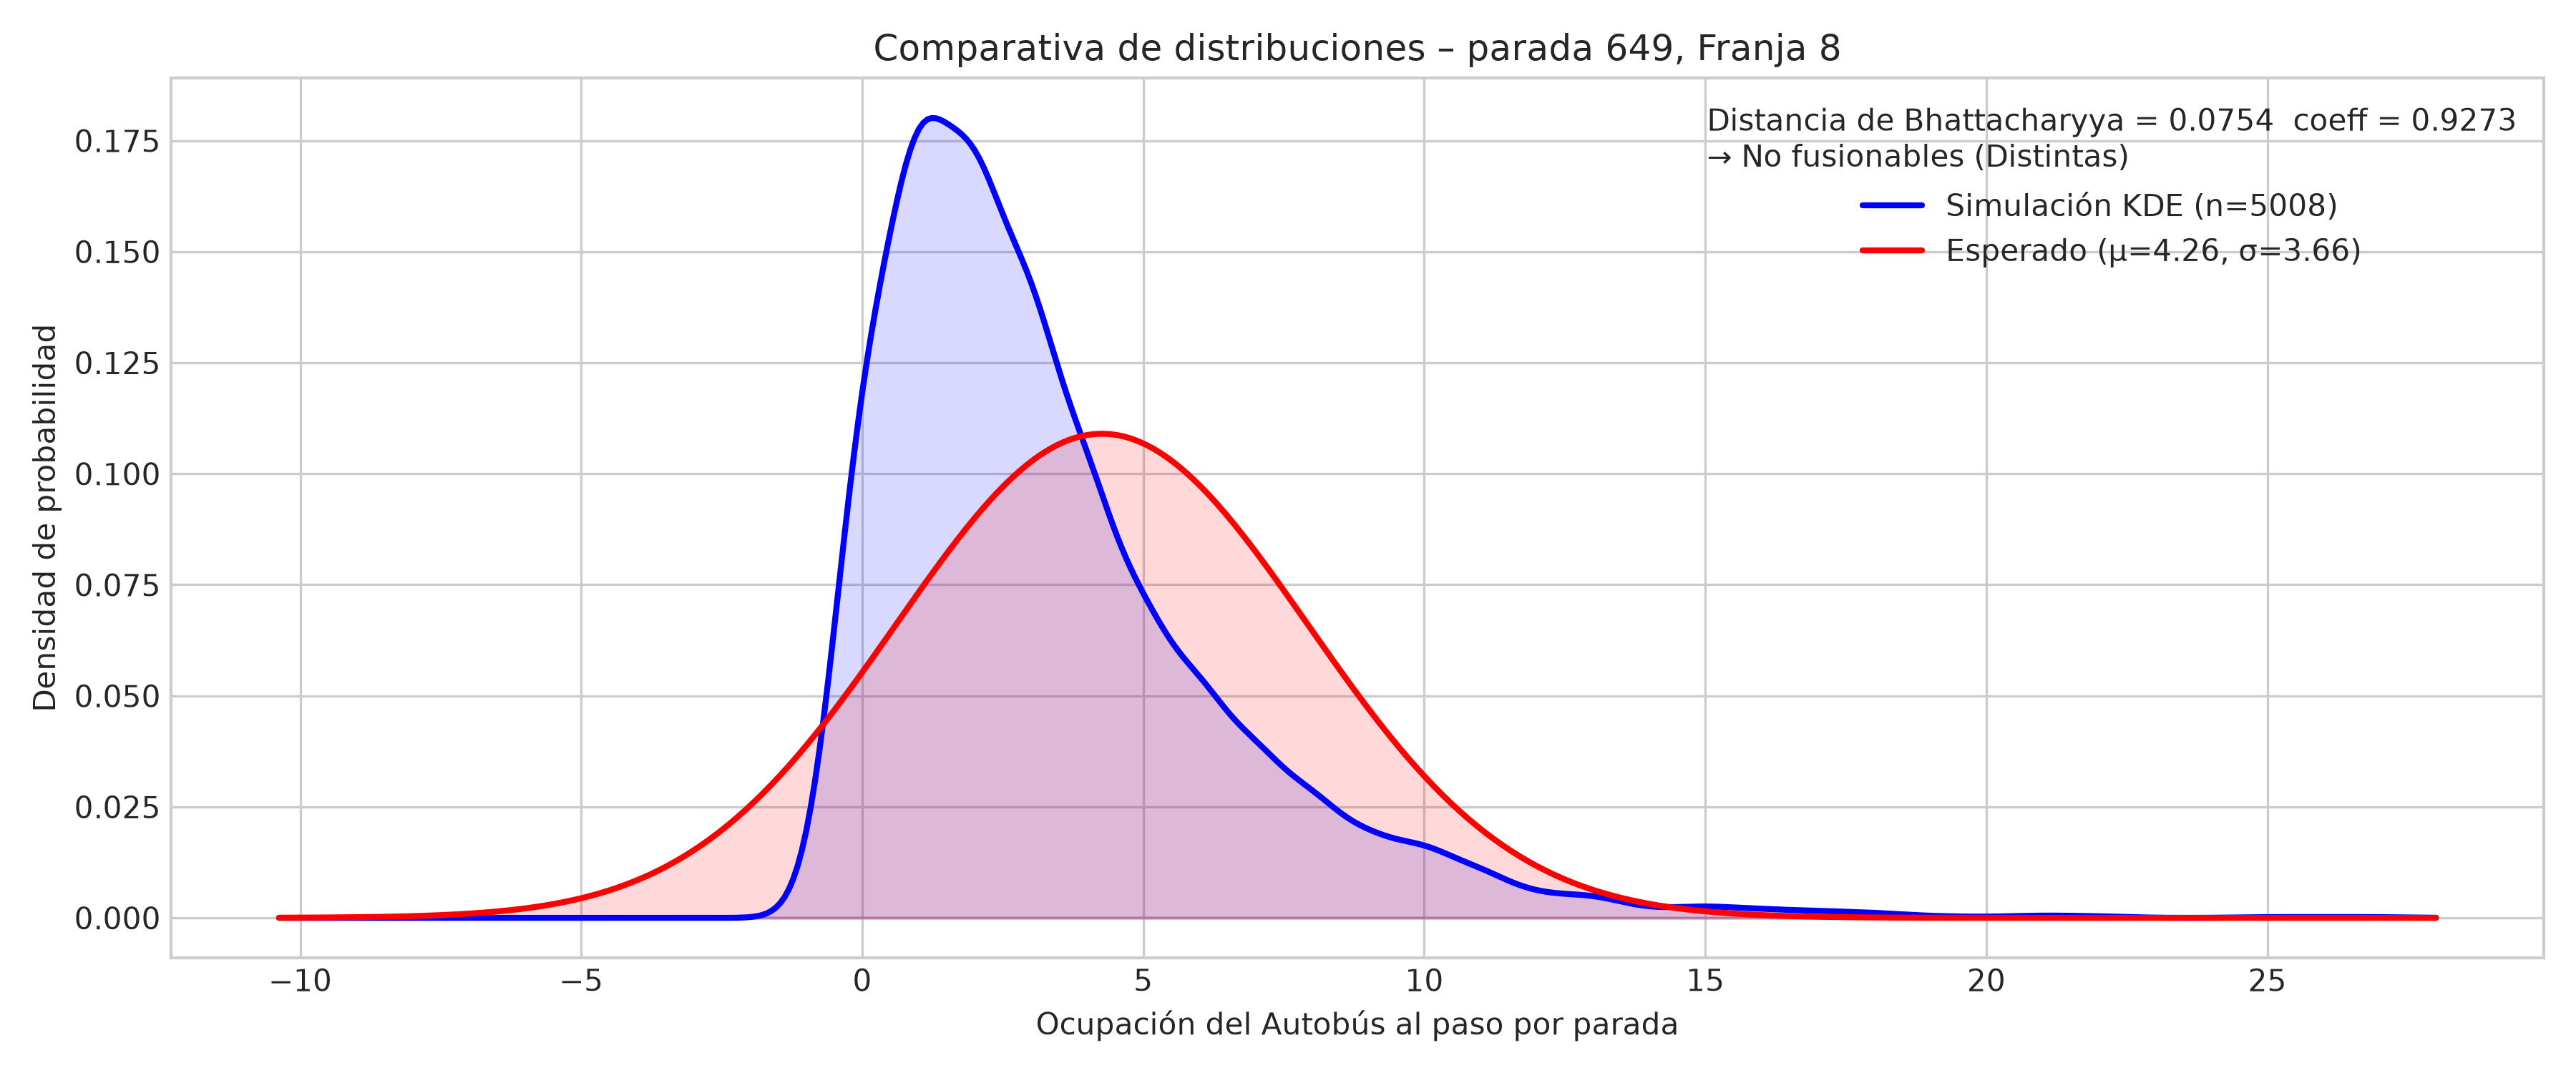 Comparativa de distribuciones – parada 649, Franja 8
Distancia de Bhattacharyya = 0.0754  coeff = 0.9273
→ No fusionables (Distintas)
Simulación KDE (n=5008)
Esperado (μ=4.26, σ=3.66)
Densidad de probabilidad
0.175
0.150
0.125
0.100
0.075
0.050
0.025
0.000
−10 −5 0 5 10 15 20 25
Ocupación del Autobús al paso por parada